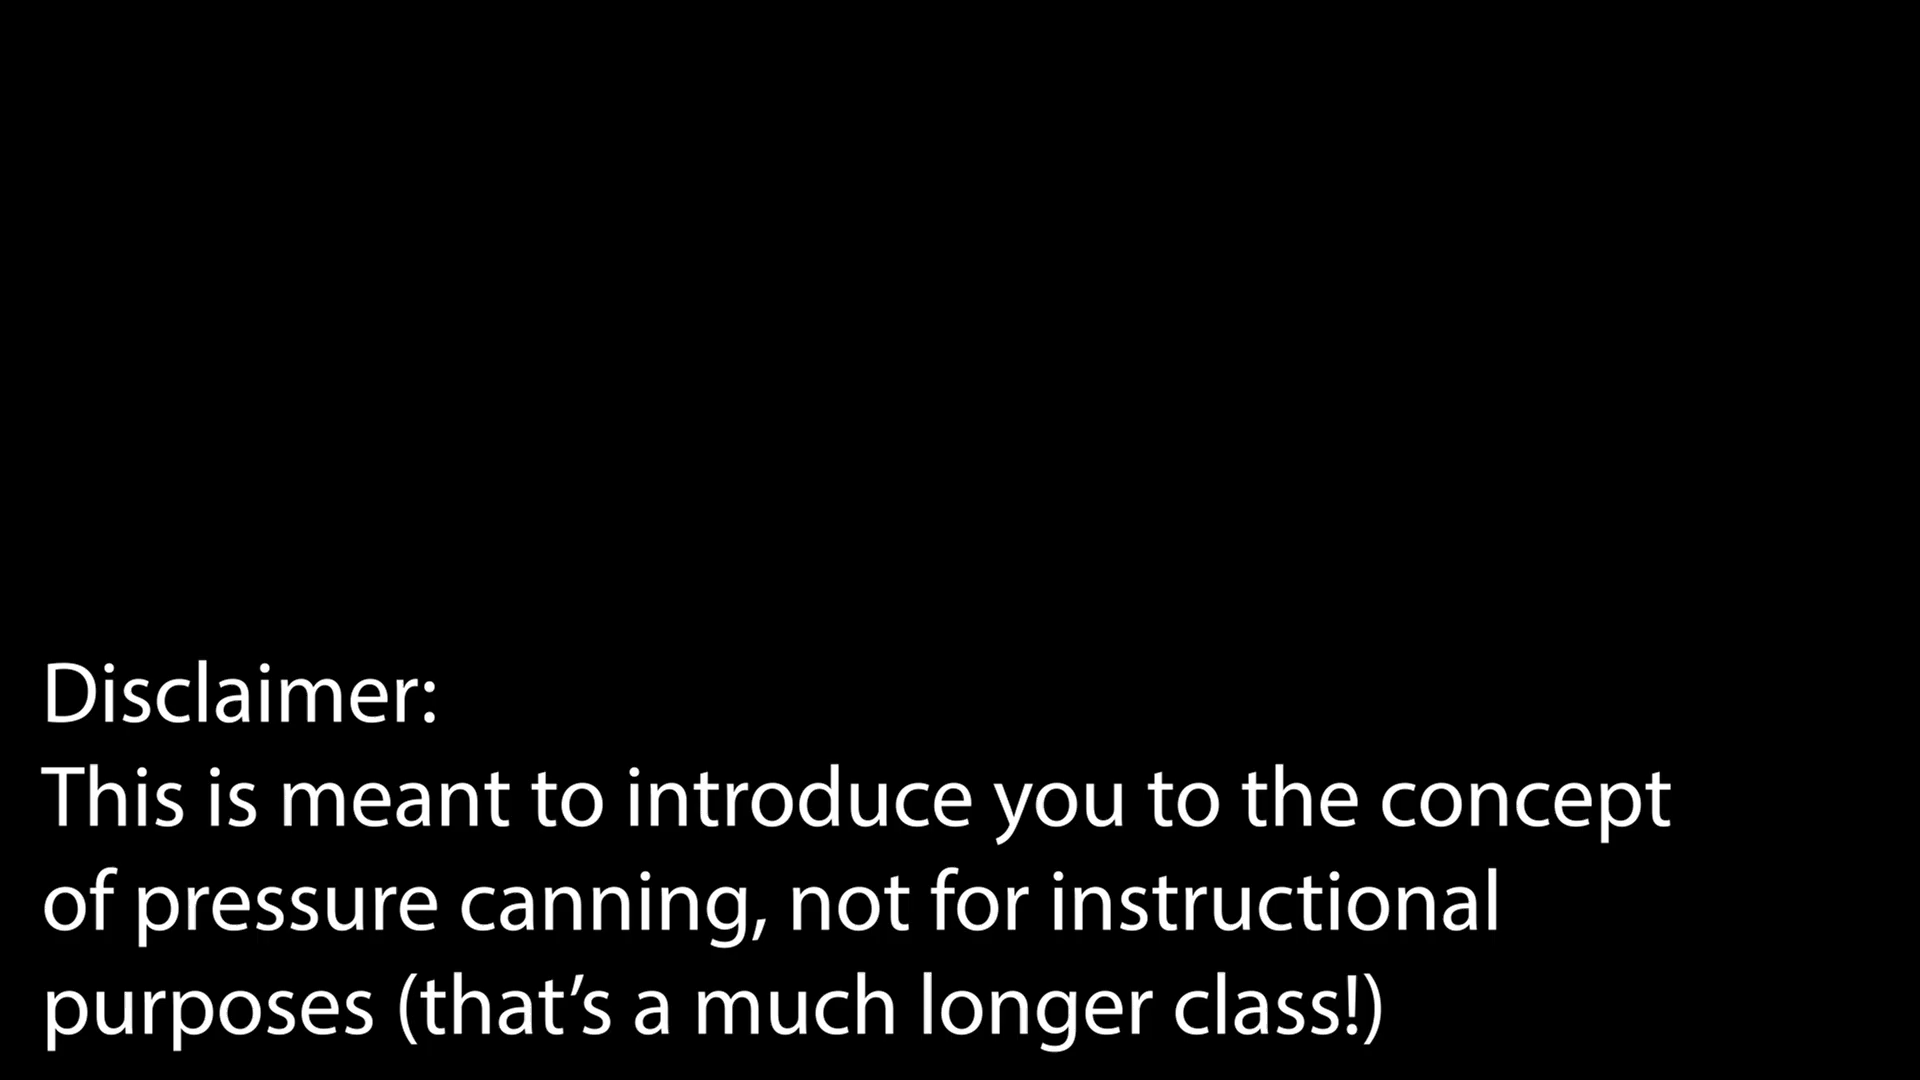 Disclaimer:
This is meant to introduce you to the concept
of pressure canning, not for instructional
purposes (that’s a much longer class!)